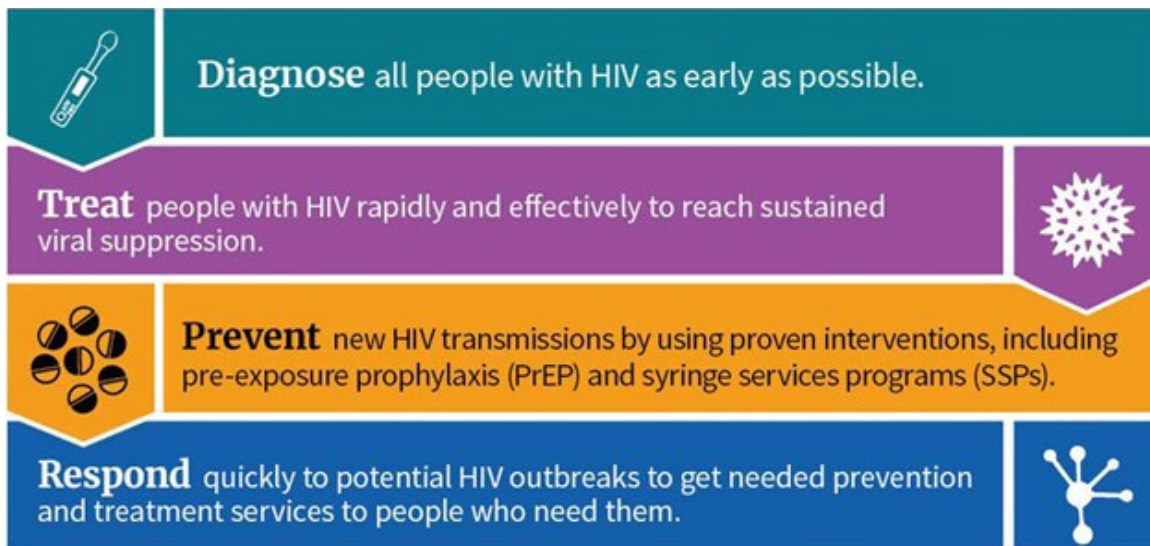 Diagnose all people with HIV as early as possible.
Treat people with HIV rapidly and effectively to reach sustained
viral suppression.
Prevent new HIV transmissions by using proven interventions, including
pre-exposure prophylaxis (PrEP) and syringe services programs (SSPs).
Respond quickly to potential HIV outbreaks to get needed prevention
and treatment services to people who need them.